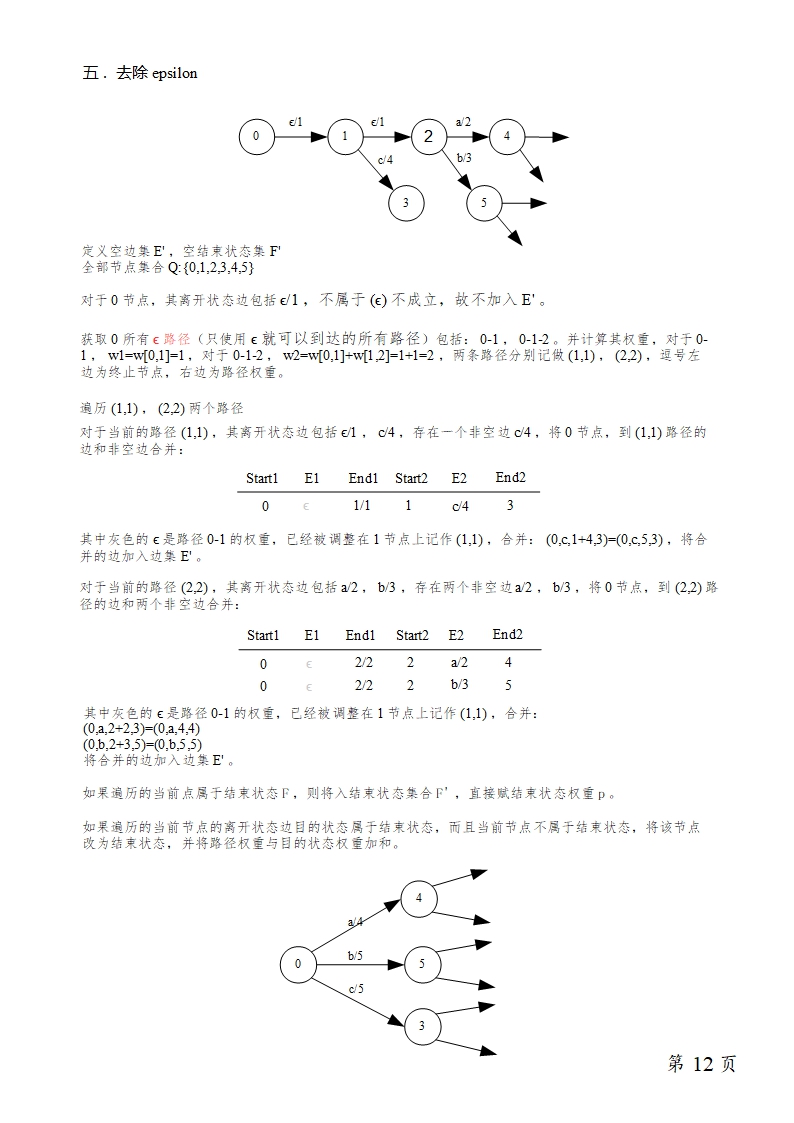 五．去除 epsilon
0
ϵ/1
1
ϵ/1
2
a/2
4
c/4
b/3
3
5
定义空边集 E'，空结束状态集 F'
全部节点集合 Q:{0,1,2,3,4,5}
对于 0 节点，其离开状态边包括 ϵ/1，不属于 (ϵ) 不成立，故不加入 E'。
获取 0 所有 ϵ 路径（只使用 ϵ 就可以到达的所有路径）包括： 0-1， 0-1-2。并计算其权重，对于 0-
1， w1=w[0,1]=1，对于 0-1-2， w2=w[0,1]+w[1,2]=1+1=2，两条路径分别记做 (1,1)， (2,2)，逗号左
边为终止节点，右边为路径权重。
遍历 (1,1)， (2,2) 两个路径
对于当前的路径 (1,1)，其离开状态边包括 ϵ/1， c/4，存在一个非空边 c/4，将 0 节点，到 (1,1) 路径的
边和非空边合并：
Start1 E1 End1 Start2 E2 End2
0 ϵ 1/1 1 c/4 3
其中灰色的 ϵ 是路径 0-1 的权重，已经被调整在 1 节点上记作 (1,1)，合并： (0,c,1+4,3)=(0,c,5,3)，将合
并的边加入边集 E'。
对于当前的路径 (2,2)，其离开状态边包括 a/2， b/3，存在两个非空边 a/2， b/3，将 0 节点，到 (2,2) 路
径的边和两个非空边合并：
Start1 E1 End1 Start2 E2 End2
0 ϵ 2/2 2 a/2 4
0 ϵ 2/2 2 b/3 5
其中灰色的 ϵ 是路径 0-1 的权重，已经被调整在 1 节点上记作 (1,1)，合并：
(0,a,2+2,3)=(0,a,4,4)
(0,b,2+3,5)=(0,b,5,5)
将合并的边加入边集 E'。
如果遍历的当前点属于结束状态 F，则将入结束状态集合 F'，直接赋结束状态权重 p。
如果遍历的当前节点的离开状态边目的状态属于结束状态，而且当前节点不属于结束状态，将该节点
改为结束状态，并将路径权重与目的状态权重加和。
4
a/4
0
b/5
5
c/5
3
第 12 页